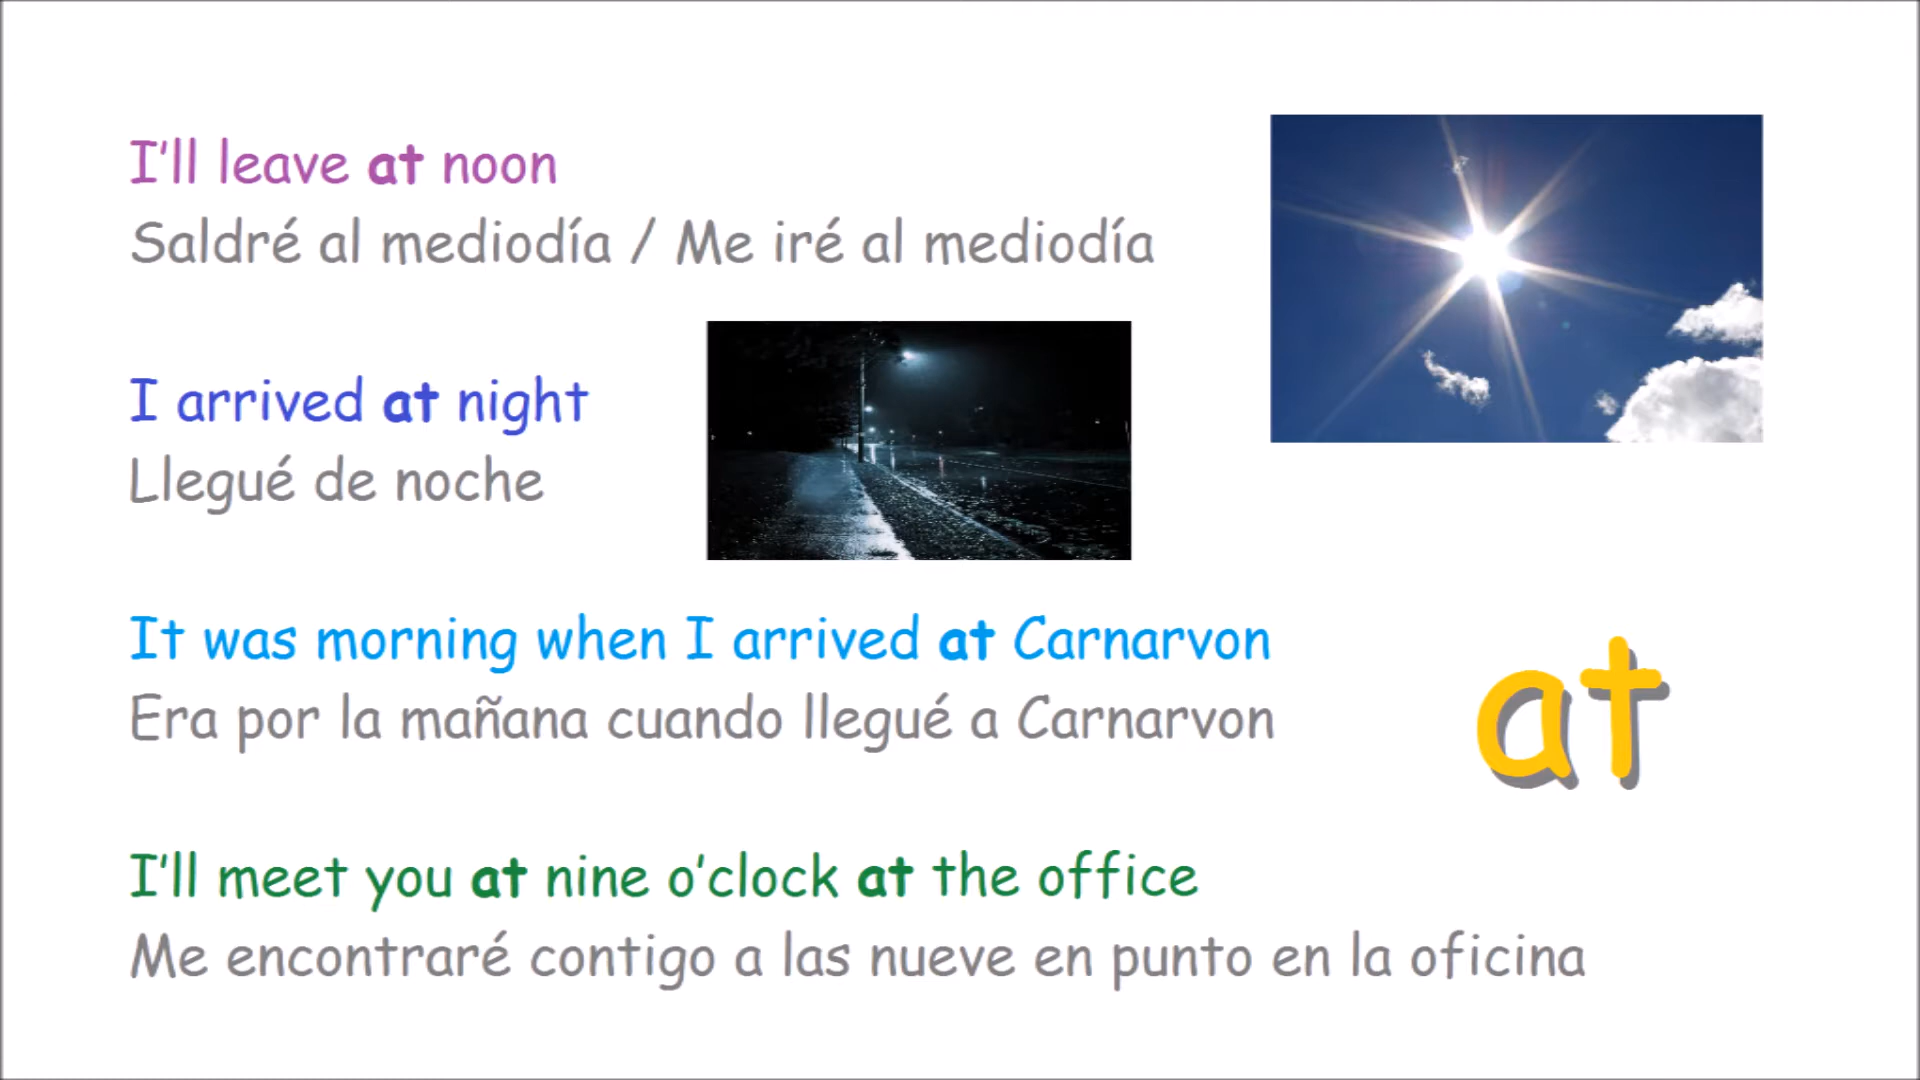 I’ll leave at noon
Saldré al mediodía / Me iré al mediodía
I arrived at night
Llegué de noche
It was morning when I arrived at Carnarvon
Era por la mañana cuando llegué a Carnarvon
at
I’ll meet you at nine o’clock at the office
Me encontraré contigo a las nueve en punto en la oficina